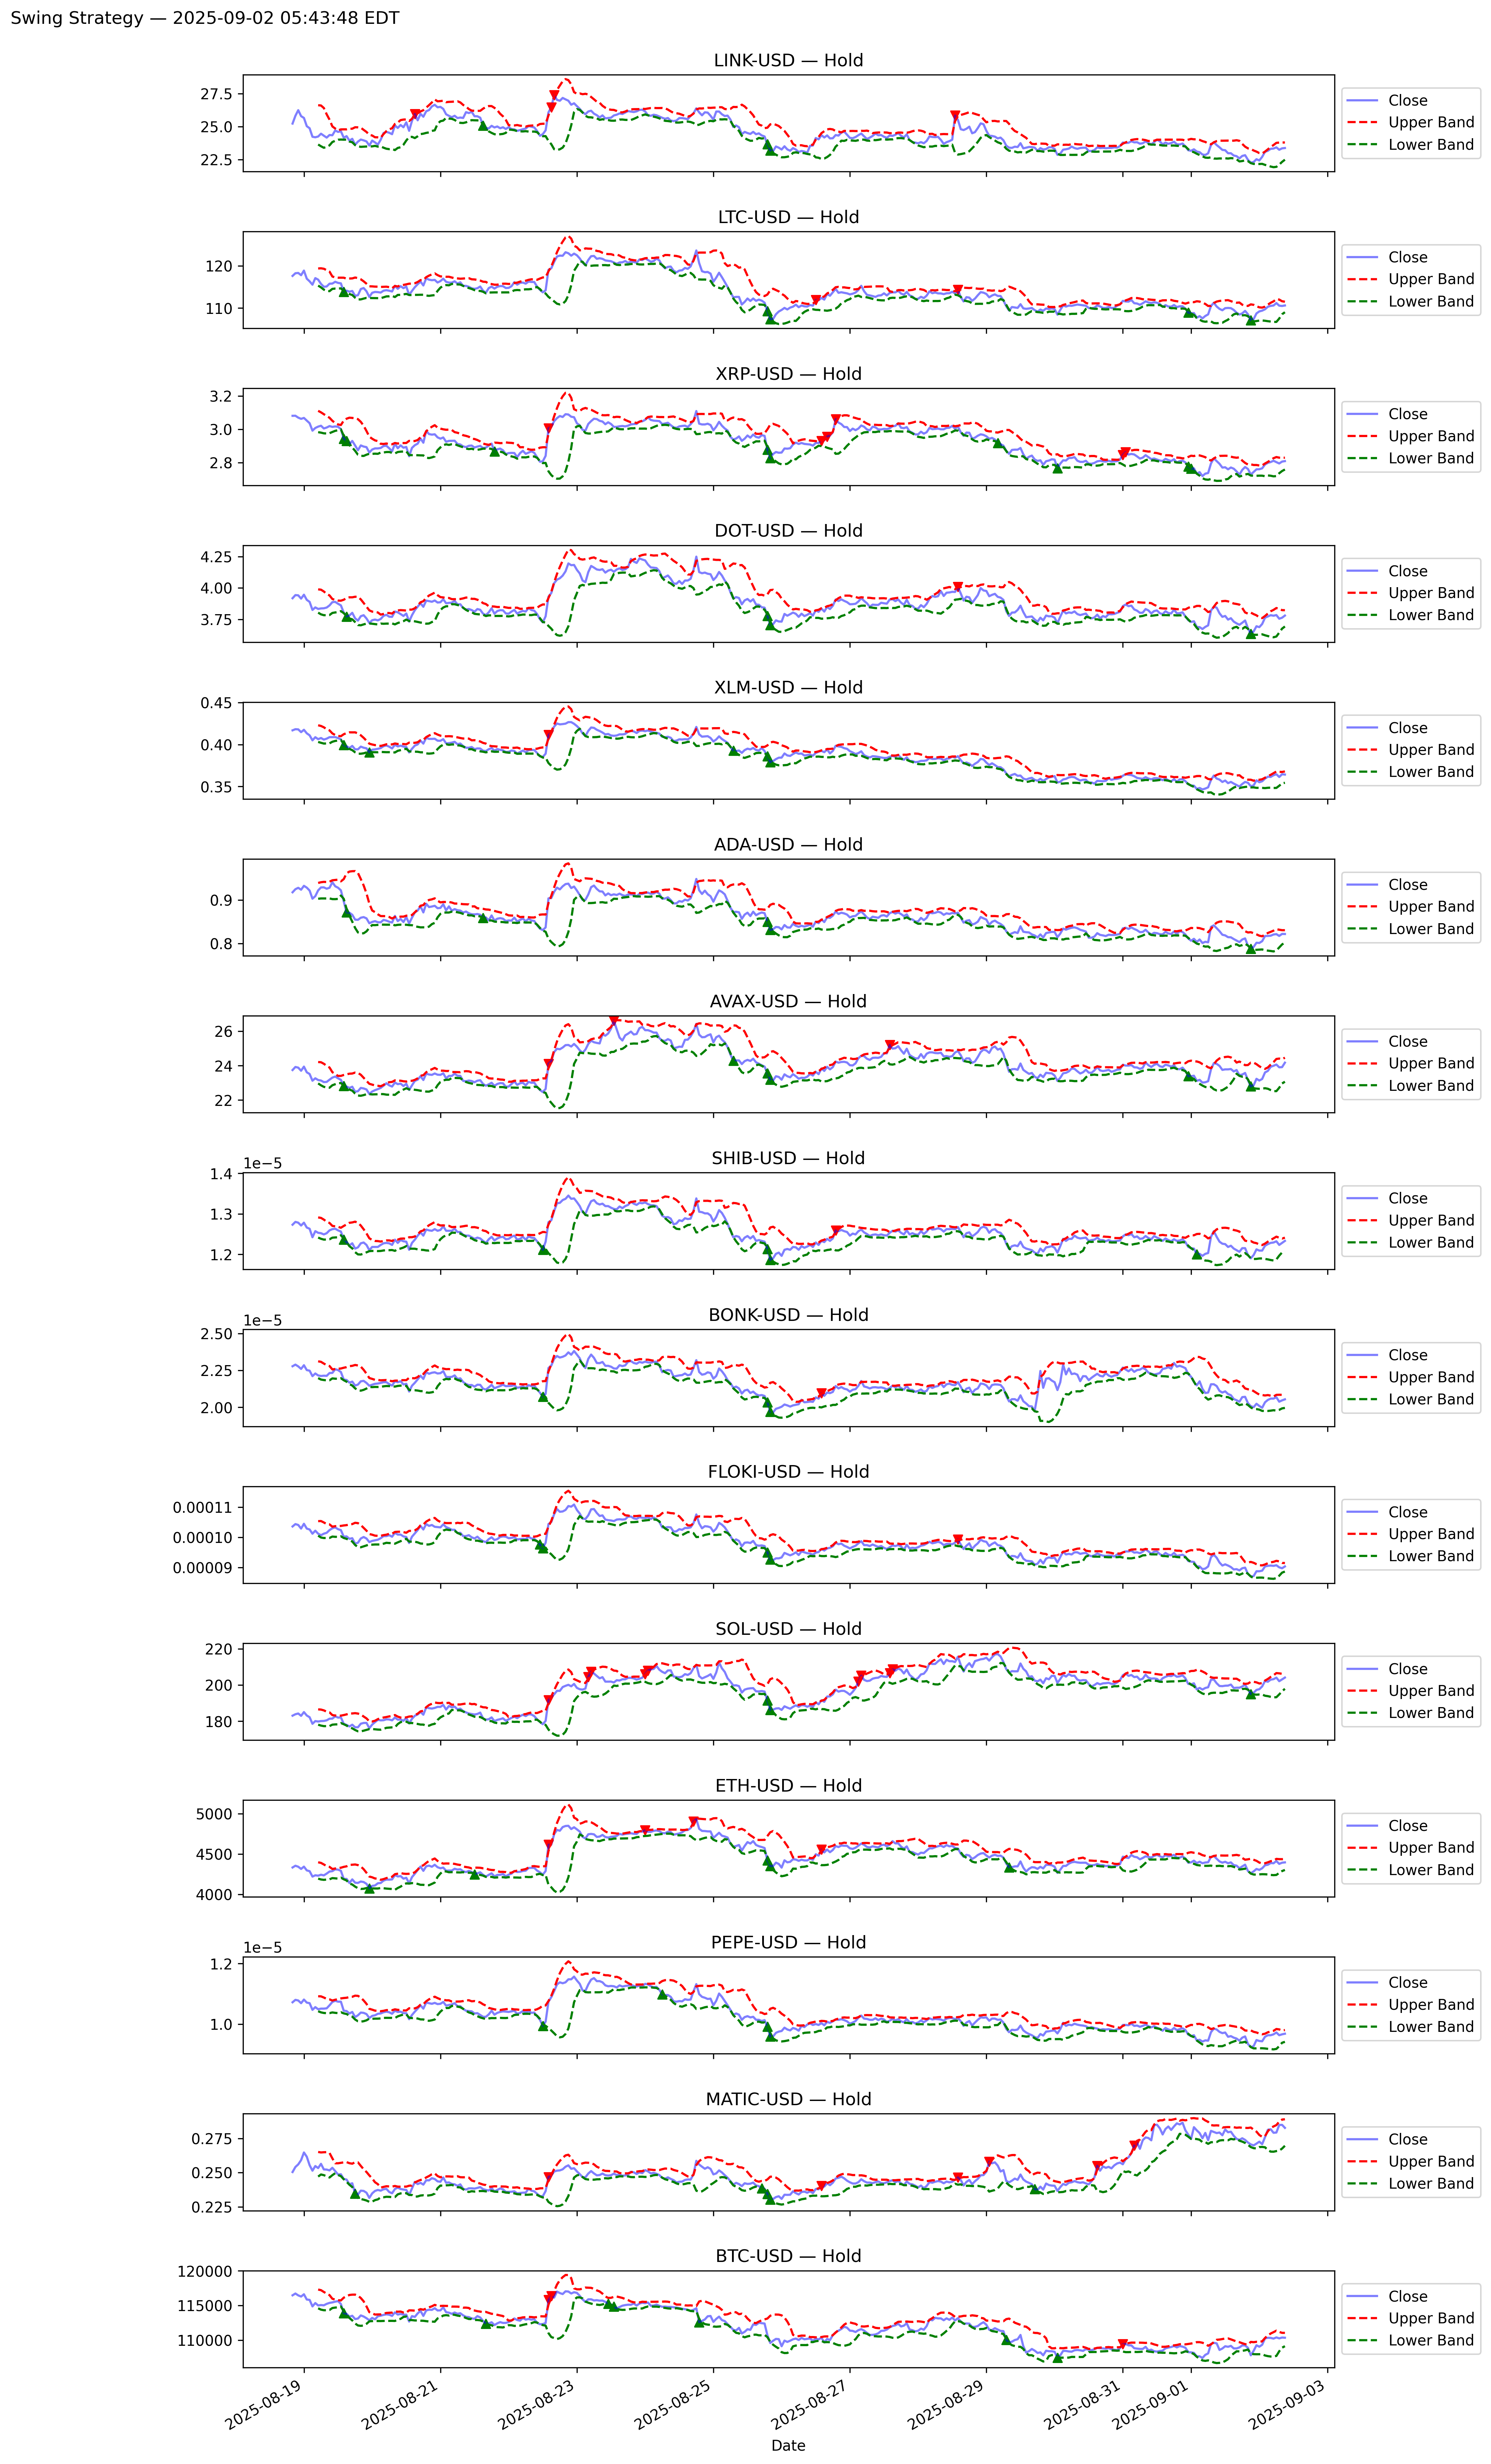 Swing Strategy — 2025-09-02 05:43:48 EDT
LINK-USD — Hold
27.5
25.0
22.5
Close
Upper Band
Lower Band
LTC-USD — Hold
120
110
Close
Upper Band
Lower Band
XRP-USD — Hold
3.2
3.0
2.8
Close
Upper Band
Lower Band
DOT-USD — Hold
4.25
4.00
3.75
Close
Upper Band
Lower Band
XLM-USD — Hold
0.45
0.40
0.35
Close
Upper Band
Lower Band
ADA-USD — Hold
0.9
0.8
Close
Upper Band
Lower Band
AVAX-USD — Hold
26
24
22
Close
Upper Band
Lower Band
SHIB-USD — Hold
1e−5
1.4
1.3
1.2
Close
Upper Band
Lower Band
BONK-USD — Hold
1e−5
2.50
2.25
2.00
Close
Upper Band
Lower Band
FLOKI-USD — Hold
0.00011
0.00010
0.00009
Close
Upper Band
Lower Band
SOL-USD — Hold
220
200
180
Close
Upper Band
Lower Band
ETH-USD — Hold
5000
4500
4000
Close
Upper Band
Lower Band
PEPE-USD — Hold
1e−5
1.2
1.0
Close
Upper Band
Lower Band
MATIC-USD — Hold
0.275
0.250
0.225
Close
Upper Band
Lower Band
BTC-USD — Hold
120000
115000
110000
Close
Upper Band
Lower Band
2025-08-19
2025-08-21
2025-08-23
2025-08-25
2025-08-27
2025-08-29
2025-08-31
2025-09-01
2025-09-03
Date